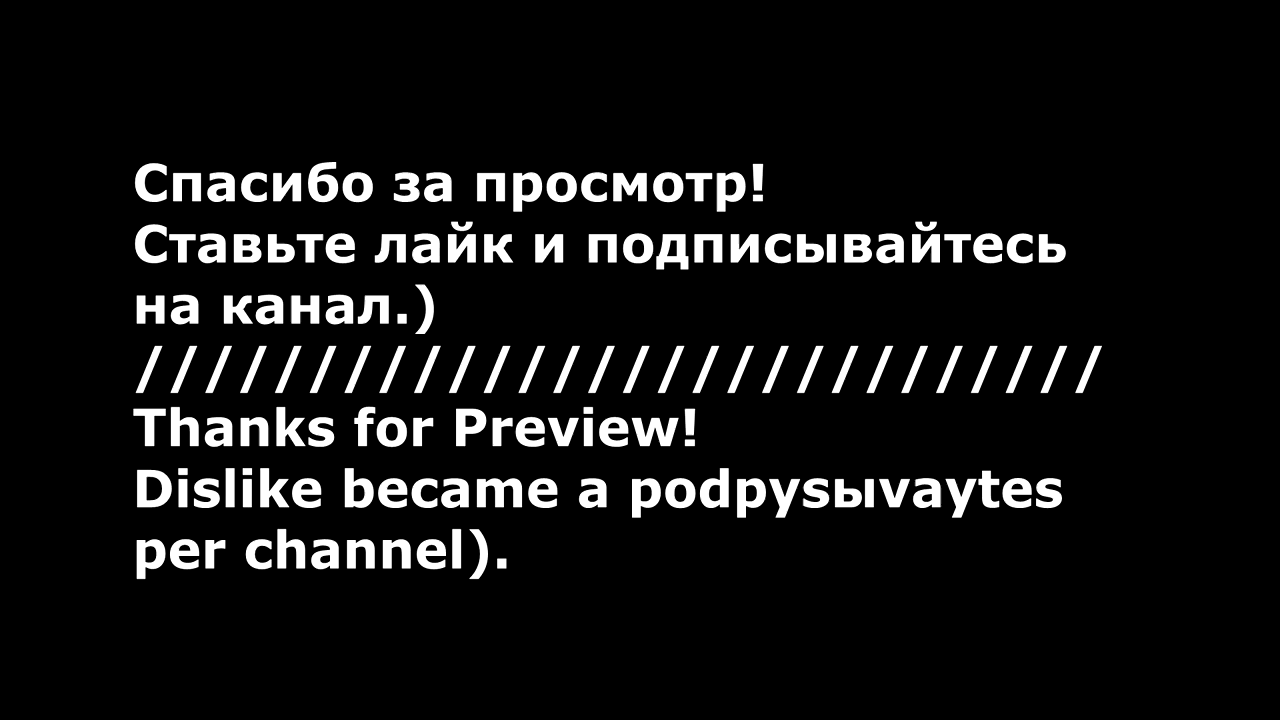 Спасибо за просмотр!
Ставьте лайк и подписывайтесь
на канал.)
////////////////////////////
Thanks for Preview!
Dislike became a podpysыvaytes
per channel).